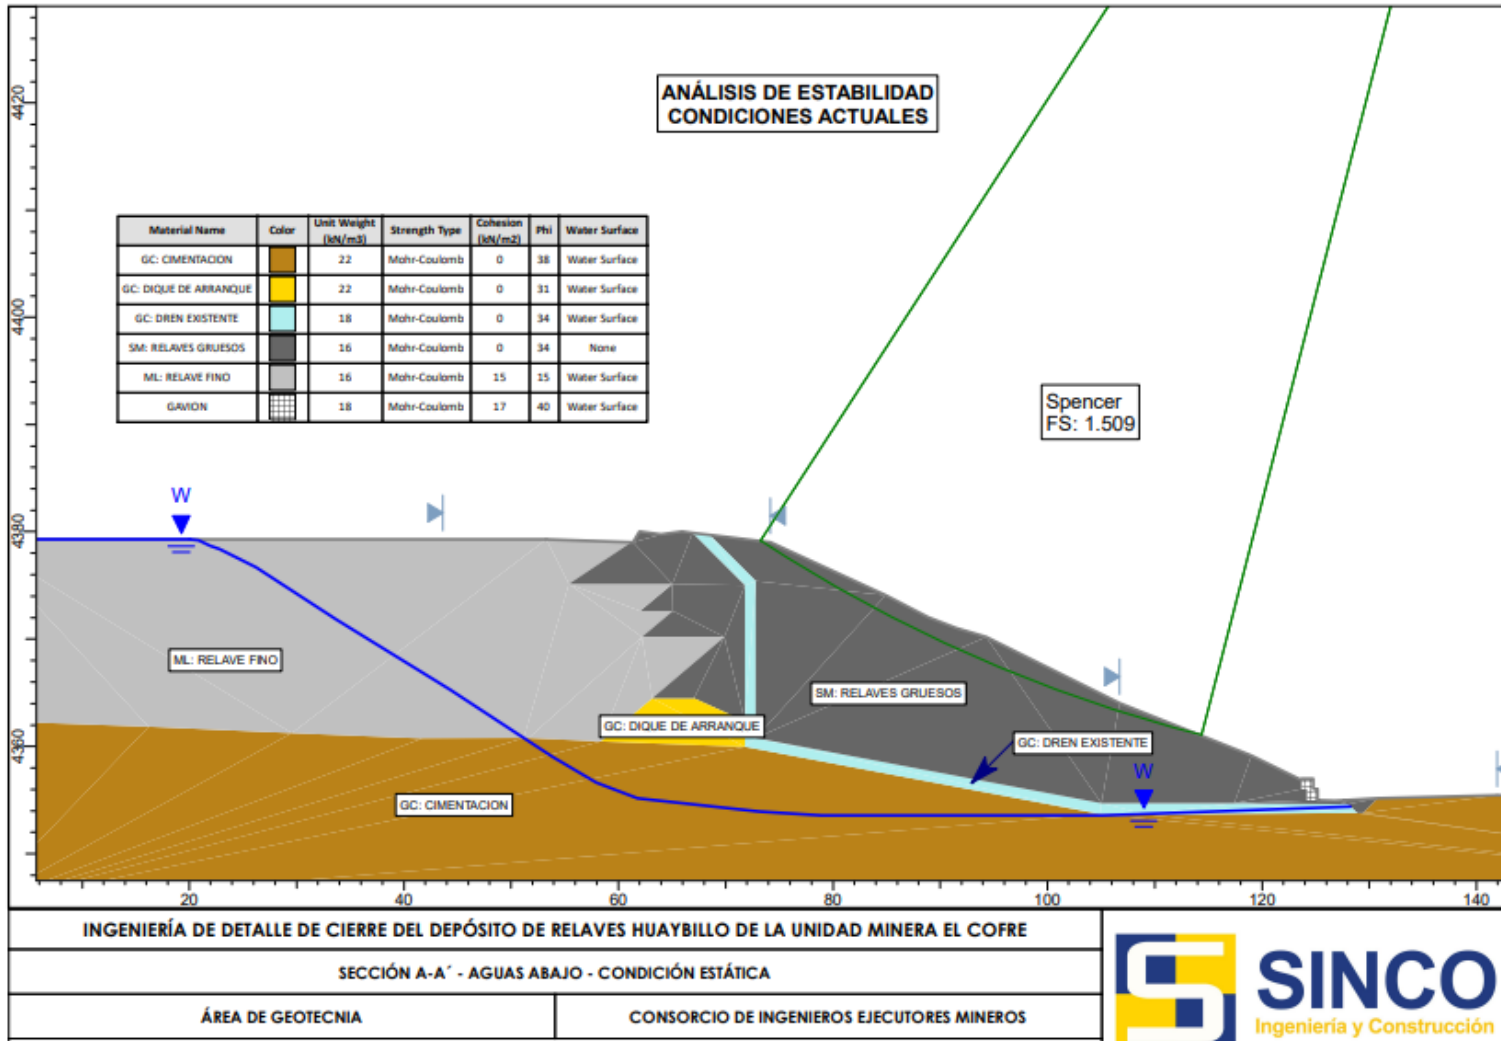 4420
4400
4380
4360
ANÁLISIS DE ESTABILIDAD
CONDICIONES ACTUALES
Material Name Color Unit Weight (kN/m3) Strength Type Cohesion (kN/m2) Phi Water Surface
GC: CIMENTACION 22 Mohr-Coulomb 0 38 Water Surface
GC: DIQUE DE ARRANQUE 22 Mohr-Coulomb 0 31 Water Surface
GC: DREN EXISTENTE 18 Mohr-Coulomb 0 34 Water Surface
SM: RELAVES GRUESOS 16 Mohr-Coulomb 0 34 None
ML: RELAVE FINO 16 Mohr-Coulomb 15 15 Water Surface
GAVION 18 Mohr-Coulomb 17 40 Water Surface
Spencer
FS: 1.509
W
ML: RELAVE FINO
SM: RELAVES GRUESOS
GC: DIQUE DE ARRANQUE
GC: DREN EXISTENTE
W
GC: CIMENTACION
20 40 60 80 100 120 140
INGENIERÍA DE DETALLE DE CIERRE DEL DEPÓSITO DE RELAVES HUAYBILLO DE LA UNIDAD MINERA EL COFRE
SECCIÓN A-A´ - AGUAS ABAJO - CONDICIÓN ESTÁTICA
ÁREA DE GEOTECNIA CONSORCIO DE INGENIEROS EJECUTORES MINEROS
SINCO
Ingeniería y Construcción